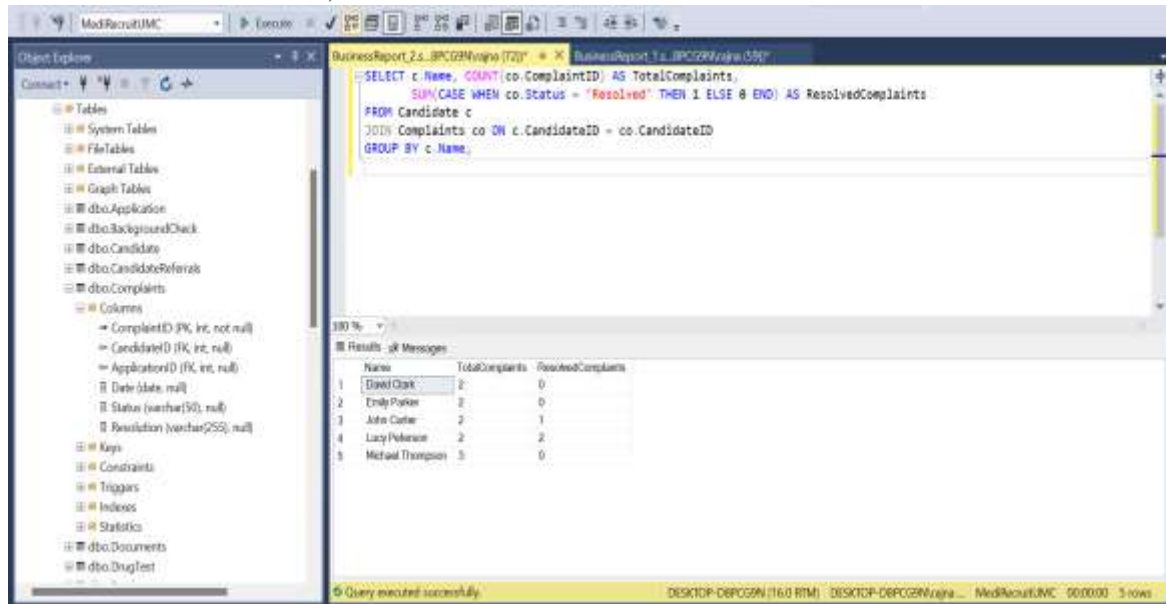 MediRecruitUMC
Execute
Object Explorer
Connect
Tables
System Tables
FileTables
External Tables
Graph Tables
dbo.Application
dbo.BackgroundCheck
dbo.Candidate
dbo.CandidateReferrals
dbo.Complaints
Columns
ComplaintID (PK, int, not null)
CandidateID (FK, int, null)
ApplicationID (FK, int, null)
Date (date, null)
Status (varchar(50), null)
Resolution (varchar(255), null)
Keys
Constraints
Triggers
Indexes
Statistics
dbo.Documents
dbo.DrugTest
SELECT c.Name, COUNT(co.ComplaintID) AS TotalComplaints,
SUM(CASE WHEN co.Status = 'Resolved' THEN 1 ELSE 0 END) AS ResolvedComplaints
FROM Candidate c
JOIN Complaints co ON c.CandidateID = co.CandidateID
GROUP BY c.Name;
Results Messages
Name TotalComplaints ResolvedComplaints
1 David Clark 2 0
2 Emily Parker 2 0
3 John Carter 2 1
4 Lucy Peterson 2 2
5 Michael Thompson 0
Query executed successfully.
MediRecruitUMC 00:00:00 5 rows